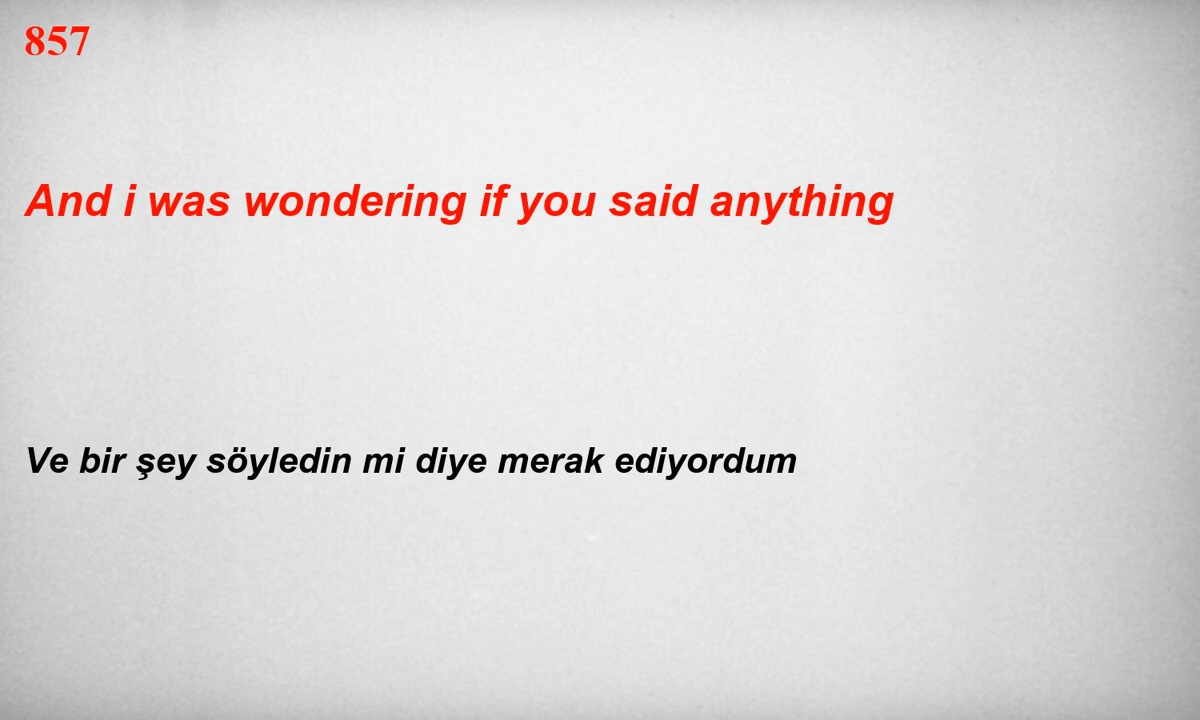 857
And i was wondering if you said anything
Ve bir şey söyledin mi diye merak ediyordum